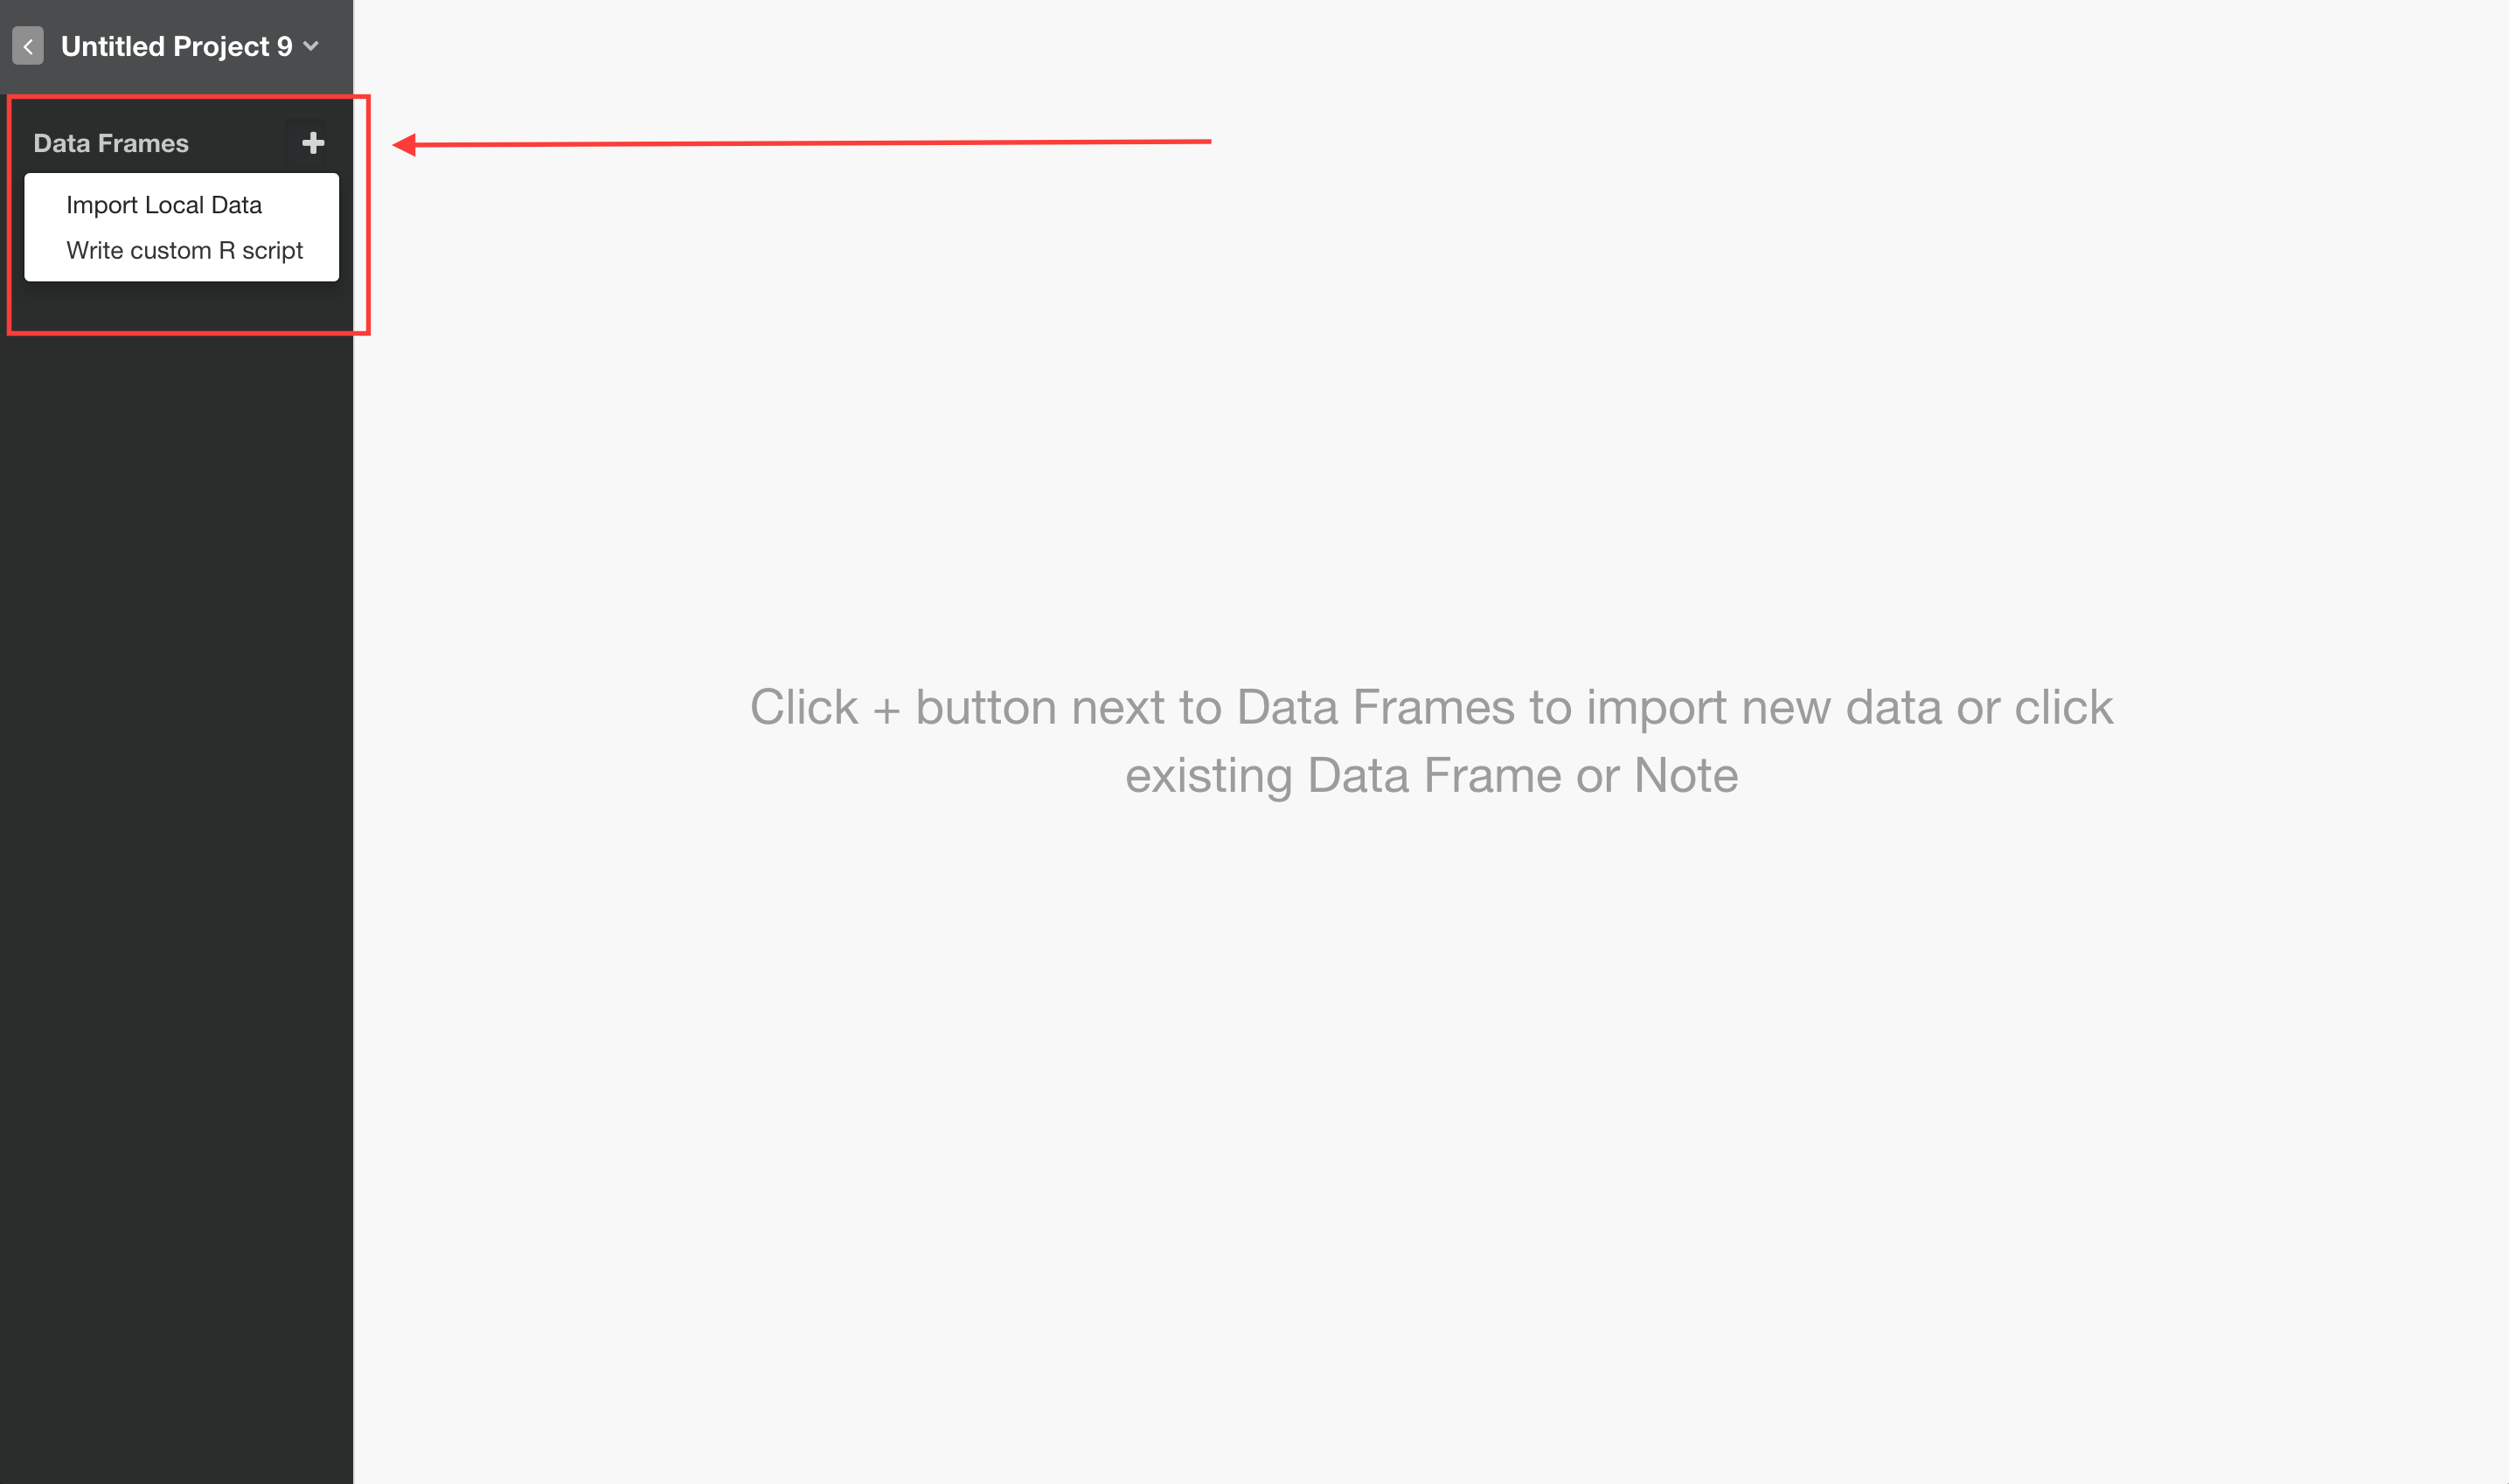 Untitled Project 9
Data Frames
Import Local Data
Write custom R script
Click + button next to Data Frames to import new data or click
existing Data Frame or Note